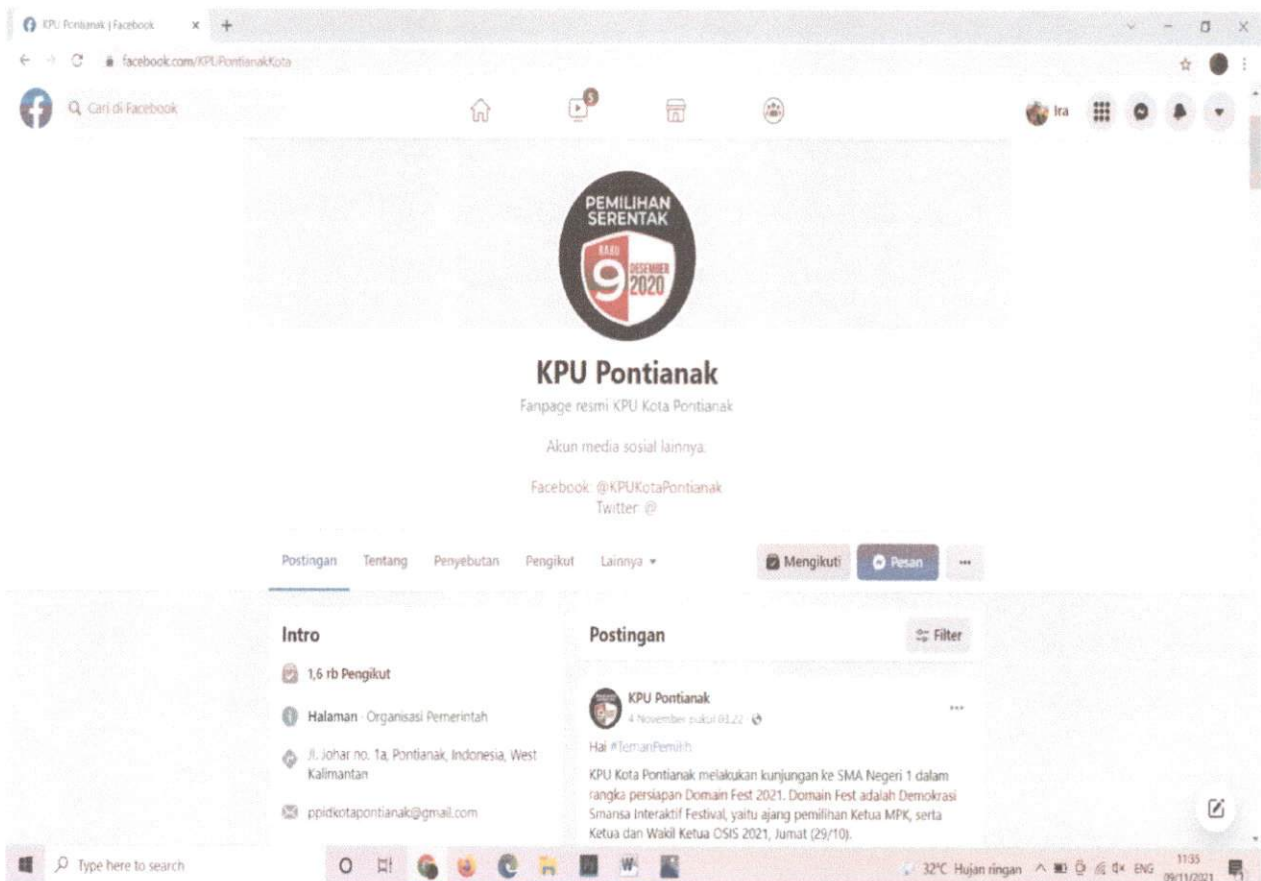 KPU Pontianak | Facebook
facebook.com/KPUPontianakKota
Cari di Facebook
5
Ira
PEMILIHAN
SERENTAK
RABU
9
DESEMBER
2020
KPU Pontianak
Fanpage resmi KPU Kota Pontianak
Akun media sosial lainnya:
Facebook: @KPUKotaPontianak
Twitter: @
Postingan
Tentang
Penyebutan
Pengikut
Lainnya
Mengikuti
Pesan
Intro
1,6 rb Pengikut
Halaman · Organisasi Pemerintah
Jl. Johar no. 1a, Pontianak, Indonesia, West
Kalimantan
ppidkotapontianak@gmail.com
Postingan
Filter
KPU Pontianak
4 November pukul
Hai #TemanPemilih
KPU Kota Pontianak melakukan kunjungan ke SMA Negeri 1 dalam
rangka persiapan Domain Fest 2021. Domain Fest adalah Demokrasi
Smansa Interaktif Festival, yaitu ajang pemilihan Ketua MPK, serta
Ketua dan Wakil Ketua OSIS 2021, Jumat (29/10).
Type here to search
32°C Hujan ringan
ENG
11:35
09/11/2021